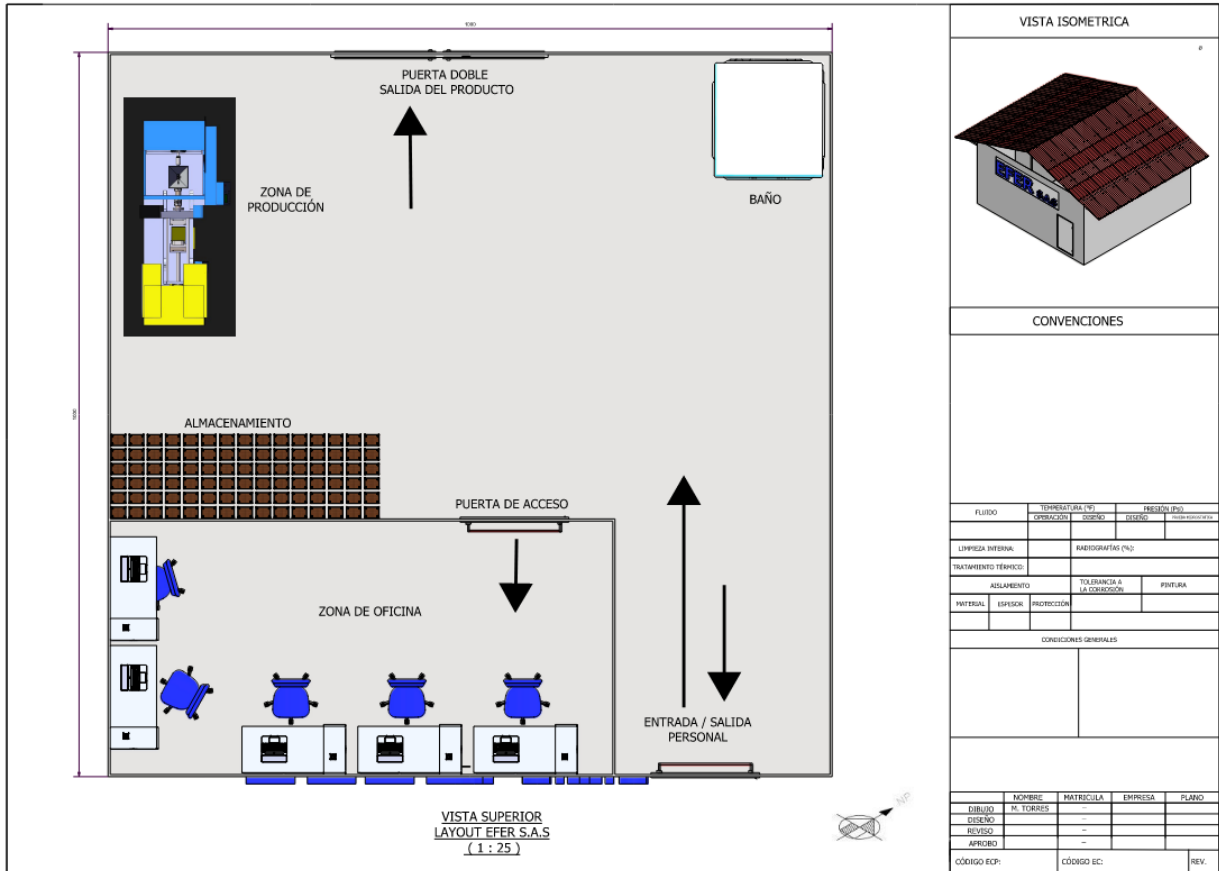 PUERTA DOBLE
SALIDA DEL PRODUCTO
ZONA DE
PRODUCCIÓN
BAÑO
ALMACENAMIENTO
PUERTA DE ACCESO
ZONA DE OFICINA
ENTRADA / SALIDA
PERSONAL
VISTA SUPERIOR
LAYOUT EFER S.A.S
( 1 : 25 )
NP
VISTA ISOMETRICA
EFER S.A.S
CONVENCIONES
FLUIDO
TEMPERATURA (°F)
PRESIÓN (Psi)
OPERACIÓN
DISEÑO
DISEÑO
LIMPIEZA INTERNA:
RADIOGRAFÍAS (%):
TRATAMIENTO TÉRMICO:
AISLAMIENTO
TOLERANCIA A
LA CORROSIÓN
PINTURA
MATERIAL
ESPESOR
PROTECCIÓN
CONDICIONES GENERALES
NOMBRE MATRICULA EMPRESA PLANO
DIBUJO M. TORRES -
DISEÑO -
REVISO -
APROBO -
CÓDIGO ECP: CÓDIGO EC: REV.